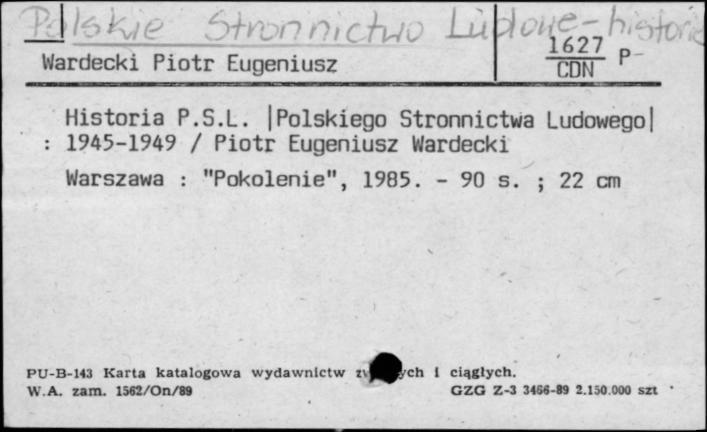 Polskie Stronnictwo Ludowe - historia
Wardecki Piotr Eugeniusz
1627 P-
CDN
Historia P.S.L. |Polskiego Stronnictwa Ludowego|
: 1945-1949 / Piotr Eugeniusz Wardecki
Warszawa : "Pokolenie", 1985. - 90 s. ; 22 cm
PU-B-143 Karta katalogowa wydawnictw i ciągłych.
W.A. zam. 1562/On/89 GZG Z-3 3466-89 2.150.000 szt